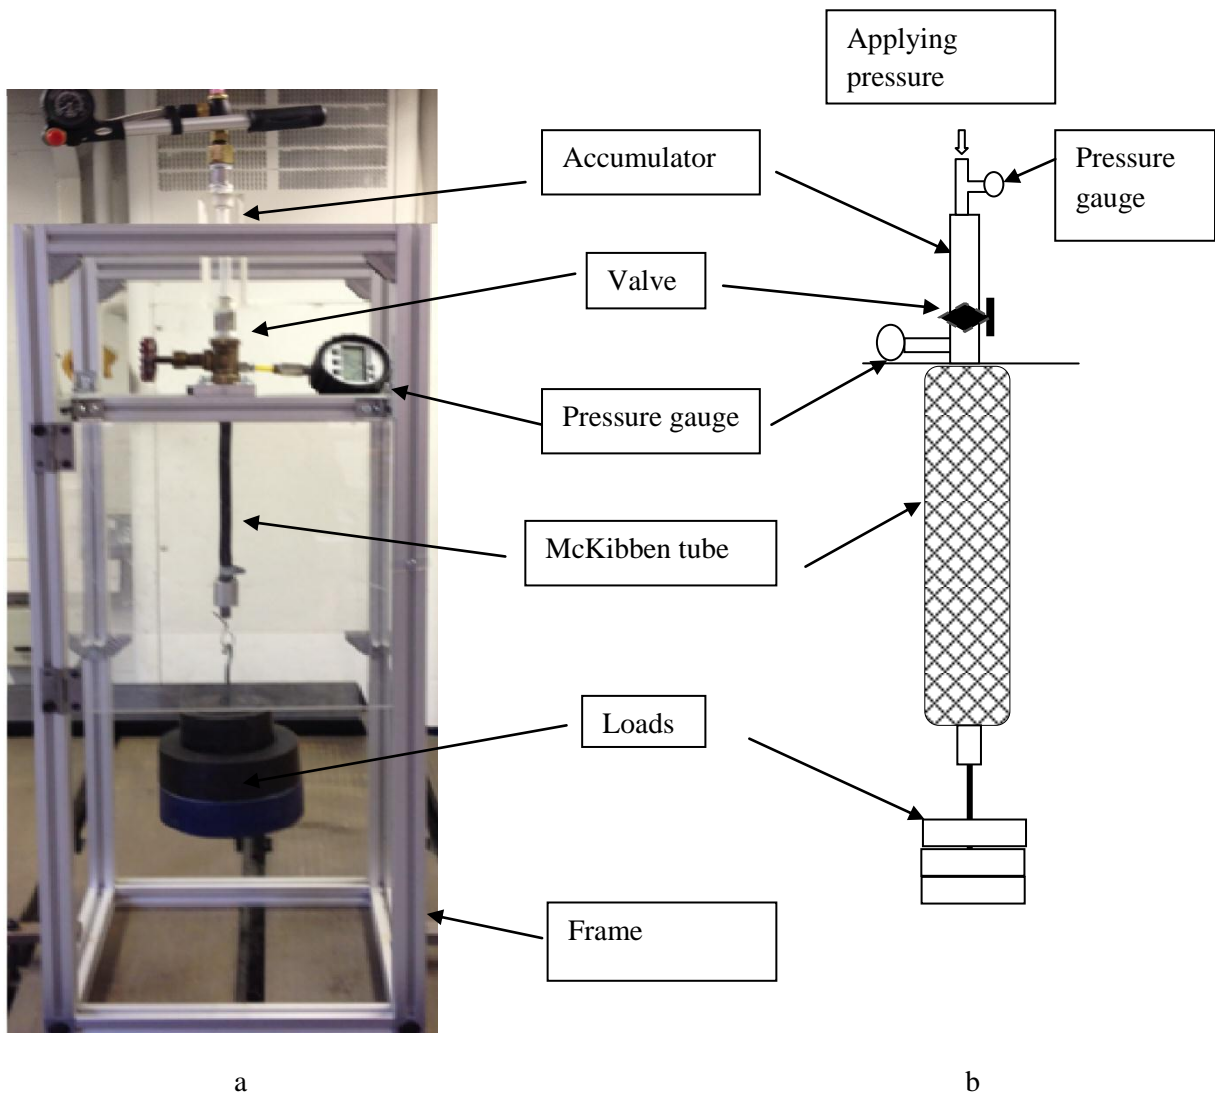 Applying
pressure
Accumulator
Pressure
gauge
Valve
Pressure gauge
McKibben tube
Loads
Frame
a
b